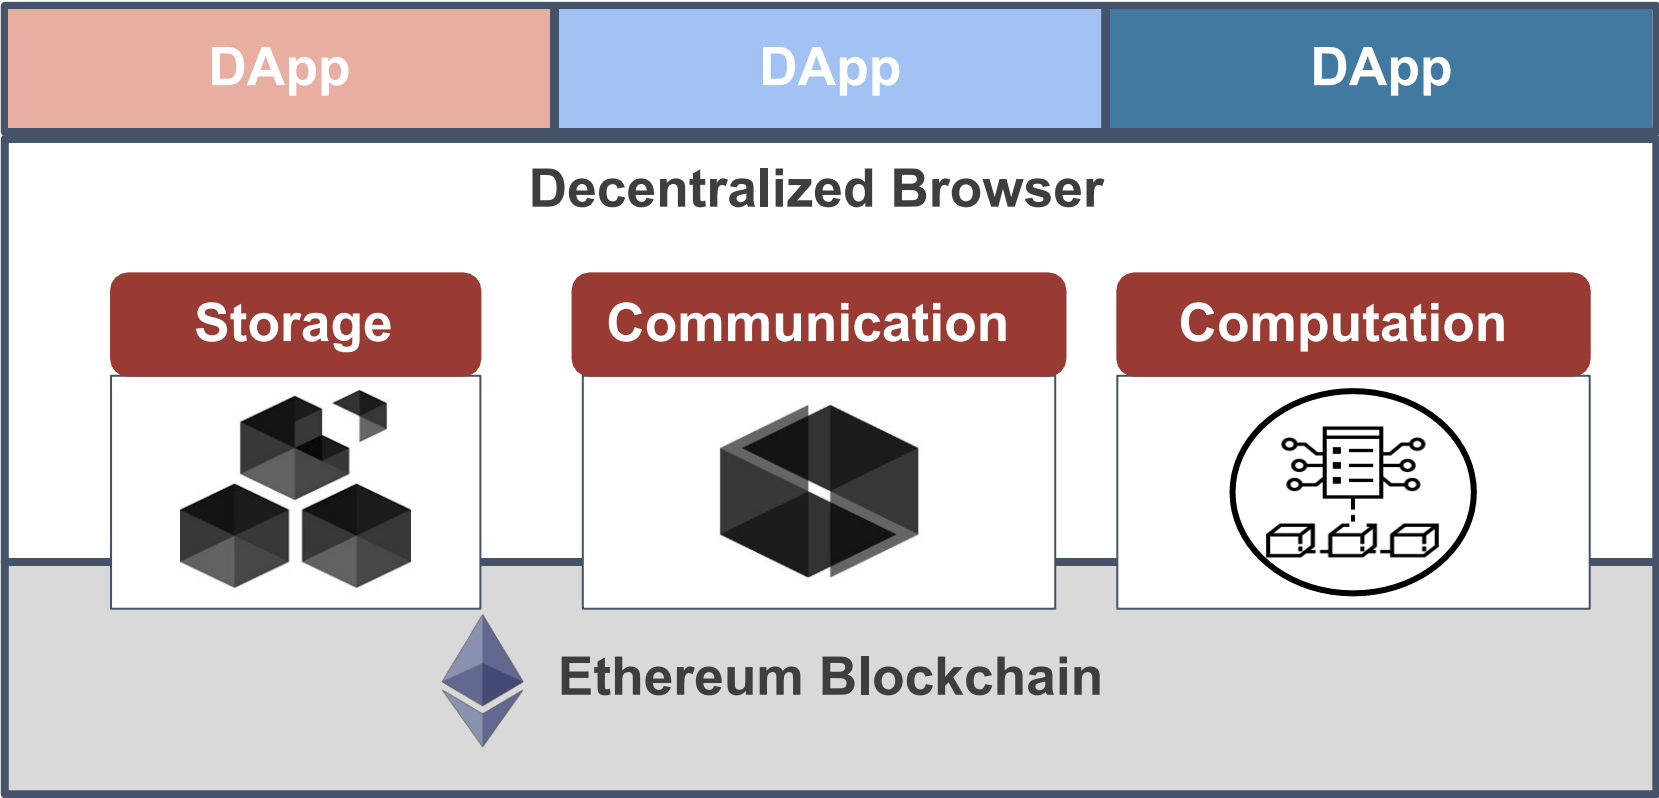 DApp DApp DApp
Decentralized Browser
Storage Communication Computation
Ethereum Blockchain